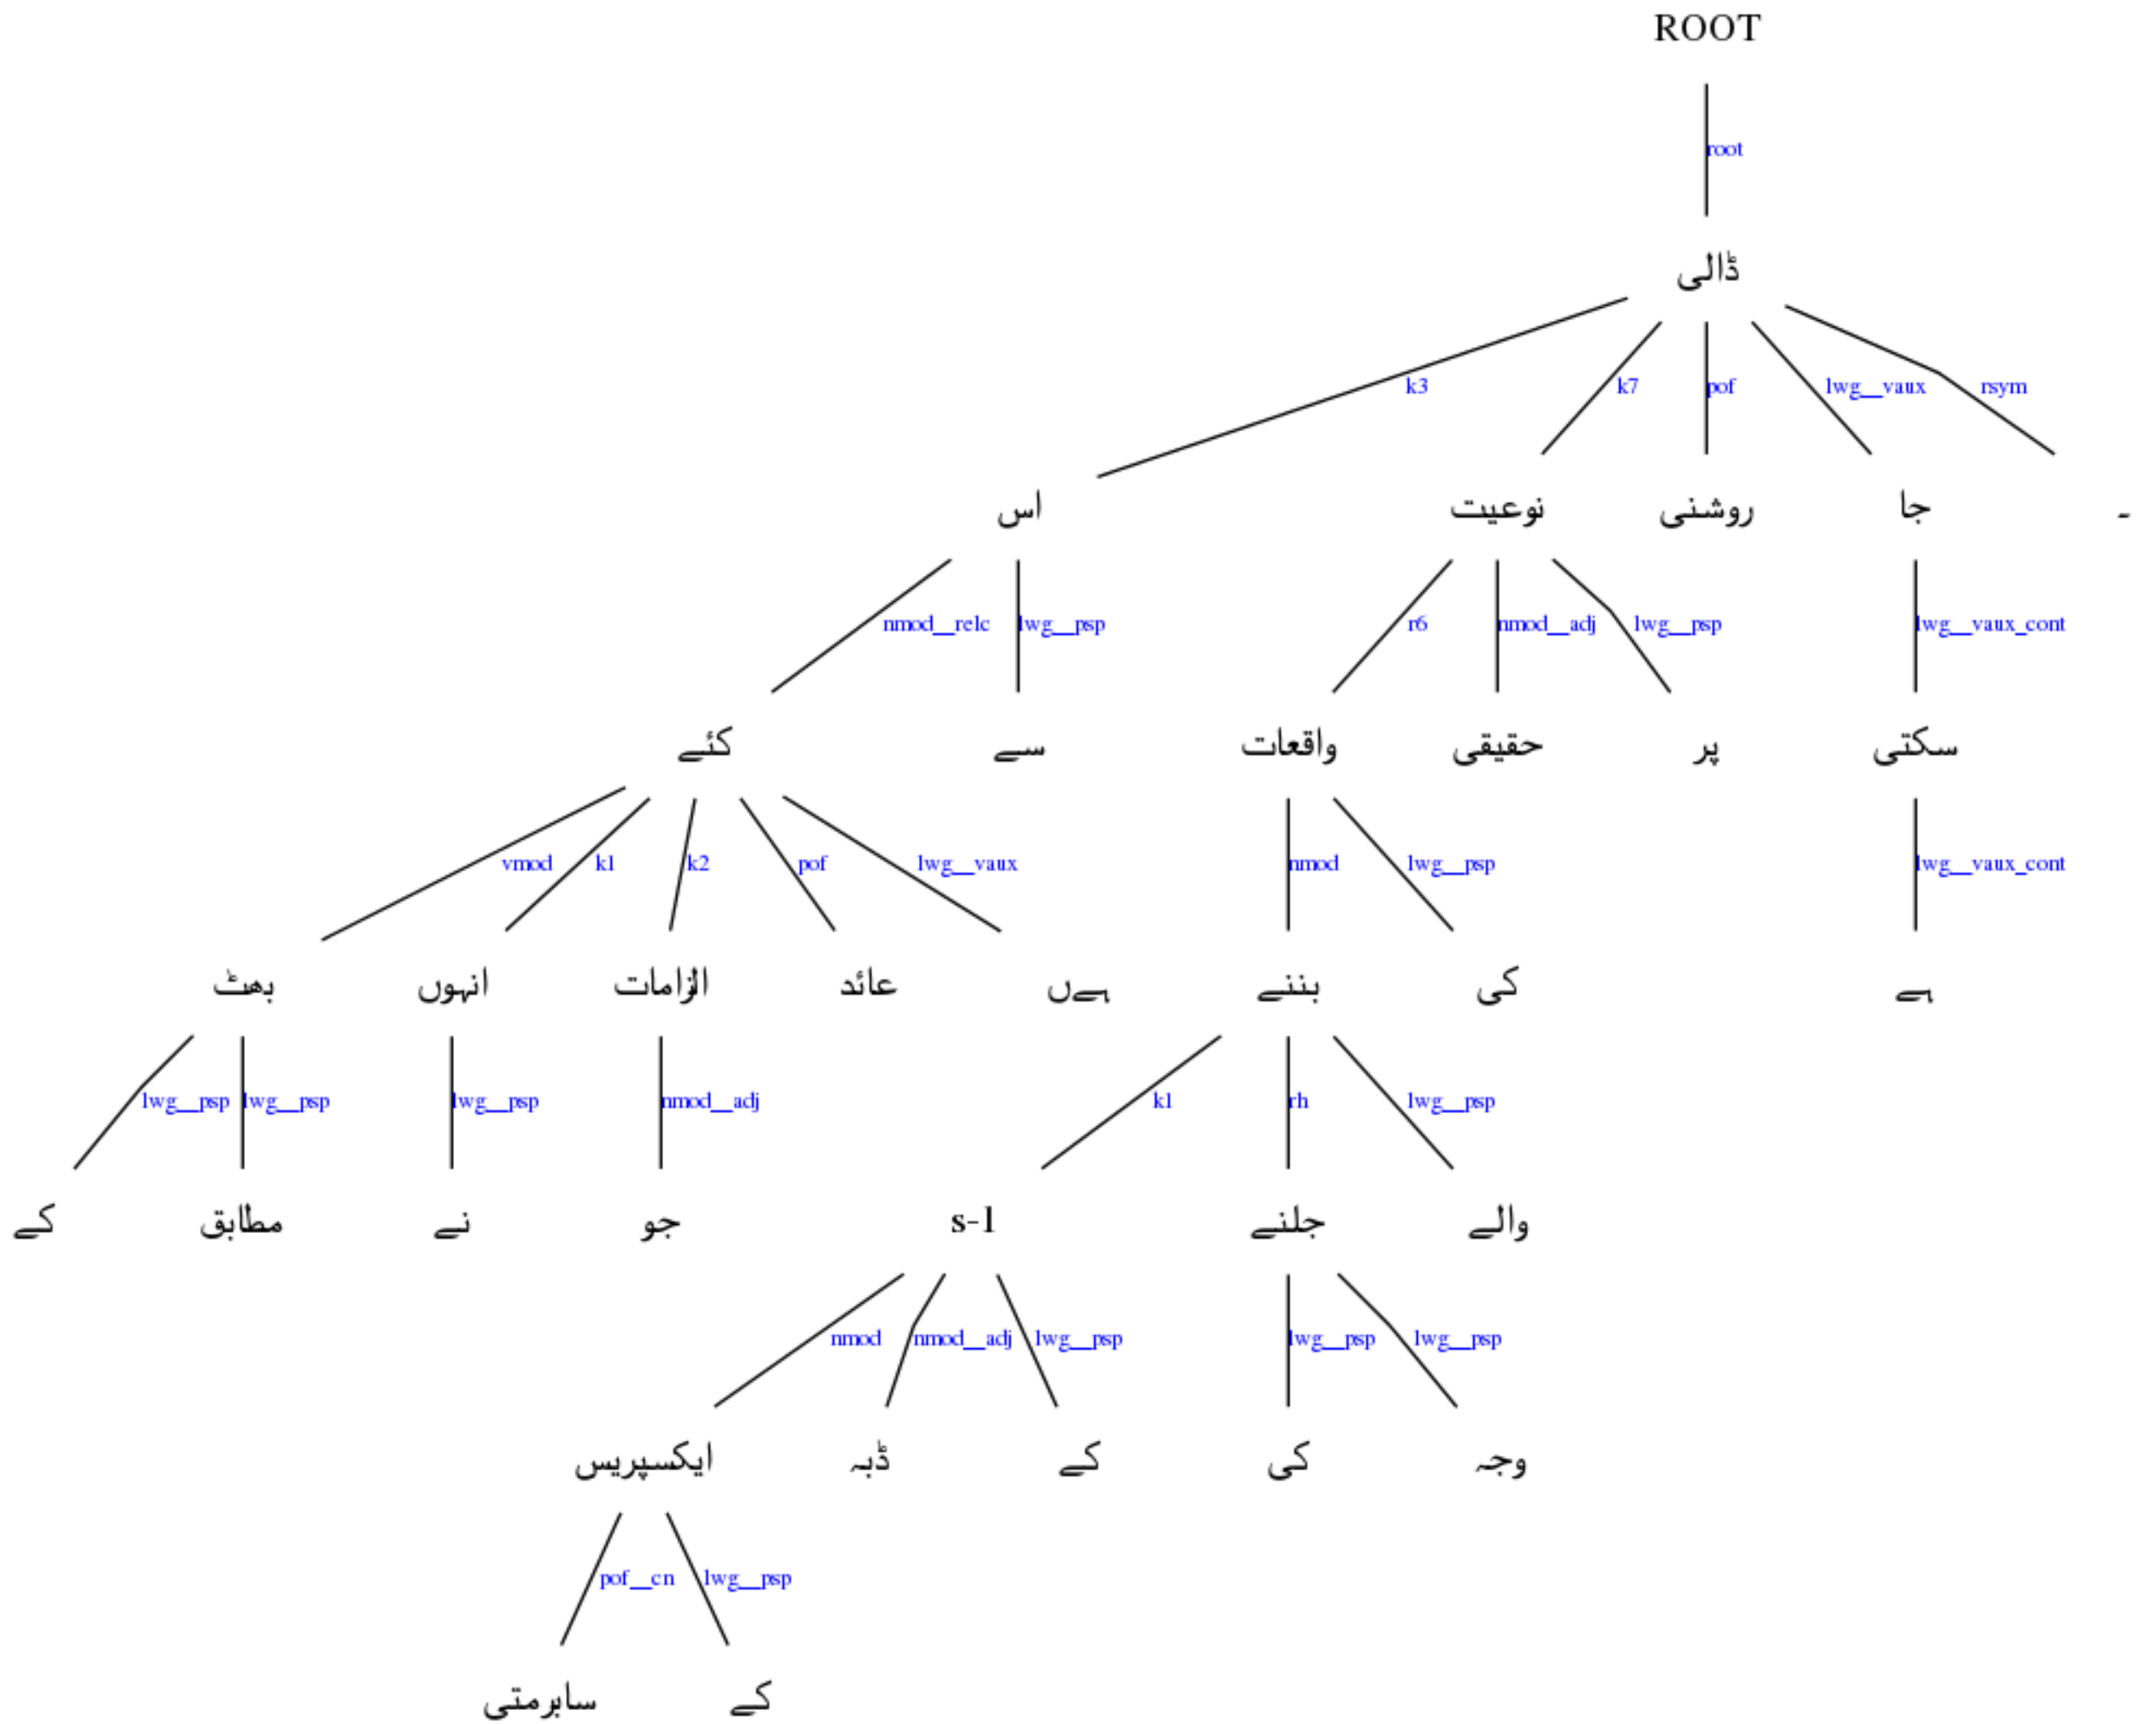 ROOT
root
ڈالی
k3 k7 pof lwg__vaux rsym
اس نوعیت روشنی جا ۔
nmod__relc lwg__psp r6 nmod__adj lwg__psp lwg__vaux_cont
کئے سے واقعات حقیقی پر سکتی
vmod k1 k2 pof lwg__vaux nmod lwg__psp lwg__vaux_cont
بھٹ انہوں الزامات عائد ہےں بننے کی ہے
lwg__psp lwg__psp lwg__psp nmod__adj k1 rh lwg__psp
کے مطابق نے جو s-1 جلنے والے
nmod nmod__adj lwg__psp lwg__psp lwg__psp
ایکسپریس ڈبہ کے کی وجہ
pof__cn lwg__psp
سابرمتی کے